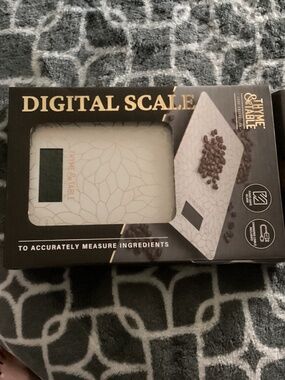 DIGITAL SCALE
THYME
& TABLE
THYME & TABLE
TO ACCURATELY MEASURE INGREDIENTS